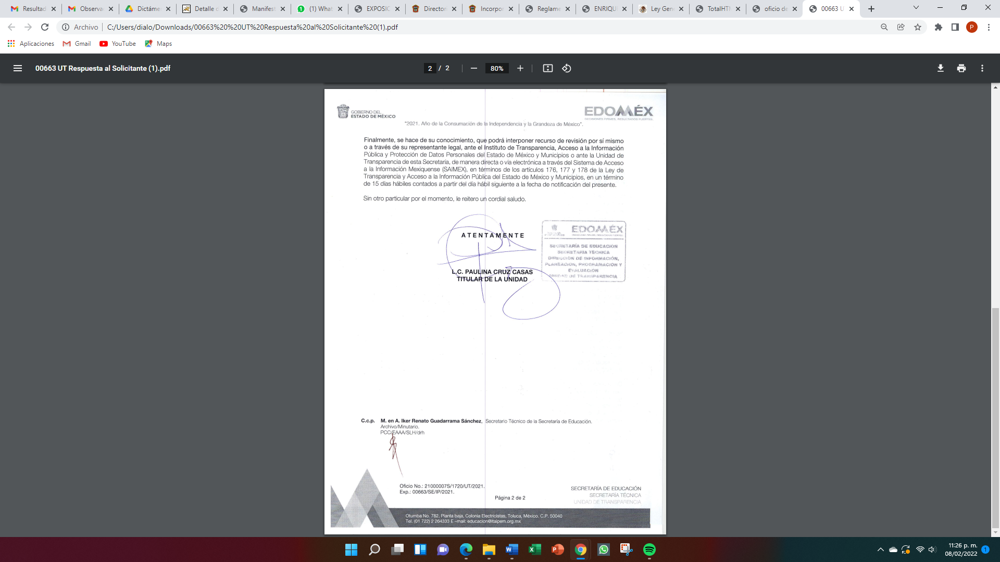 Resultad
Observa
Dictáme
Detalle d
Manifest
(1) What
EXPOSIC
Director
Incorpor
Reglame
ENRIQU
Ley Gen
TotalHTM
oficio de
00663 U
Archivo
C:/Users/dialo/Downloads/00663%20%20UT%20Respuesta%20al%20Solicitante%20(1).pdf
P
Aplicaciones
Gmail
YouTube
Maps
00663 UT Respuesta al Solicitante (1).pdf
2 / 2
80%
GOBIERNO DEL
ESTADO DE MÉXICO
EDOMÉX
DECISIONES FIRMES, RESULTADOS FUERTES.
"2021. Año de la Consumación de la Independencia y la Grandeza de México".
Finalmente, se hace de su conocimiento, que podrá interponer recurso de revisión por sí mismo
o a través de su representante legal, ante el Instituto de Transparencia, Acceso a la Información
Pública y Protección de Datos Personales del Estado de México y Municipios o ante la Unidad de
Transparencia de esta Secretaría, de manera directa o vía electrónica a través del Sistema de Acceso
a la Información Mexiquense (SAIMEX), en términos de los artículos 176, 177 y 178 de la Ley de
Transparencia y Acceso a la Información Pública del Estado de México y Municipios, en un término
de 15 días hábiles contados a partir del día hábil siguiente a la fecha de notificación del presente.
Sin otro particular por el momento, le reitero un cordial saludo.
ATENTAMENTE
L.C. PAULINA CRUZ CASAS
TITULAR DE LA UNIDAD
EDOMÉX
SECRETARÍA DE EDUCACION
SECRETARIA TÉCNICA
DIRECCIÓN DE INFORMACIÓN,
PLANEACIÓN, PROGRAMACION Y
EVALUACION
UNIDAD DE TRANSPARENCIA
C.c.p. M. en A. Iker Renato Guadarrama Sánchez, Secretario Técnico de la Secretaría de Educación.
Archivo/Minutario.
PCC/EAAA/SLH/drh
Oficio No.: 21000007S/1720/UT/2021.
Exp.: 00663/SE/IP/2021.
Página 2 de 2
SECRETARÍA DE EDUCACIÓN
SECRETARÍA TÉCNICA
UNIDAD DE TRANSPARENCIA
Otumba No. 782, Planta baja, Colonia Electricistas, Toluca, México. C.P. 50040
Tel. (01 722) 2 264333 E –mail: educacion@itaipem.org.mx
11:26 p. m.
08/02/2022
1